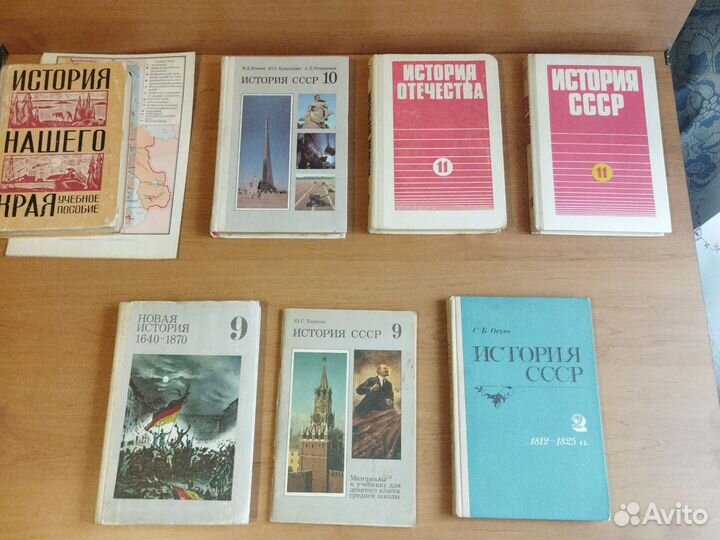 ИСТОРИЯ
НАШЕГО
КРАЯ
УЧЕБНОЕ
ПОСОБИЕ
ИСТОРИЯ СССР 10
ИСТОРИЯ
ОТЕЧЕСТВА
11
ИСТОРИЯ
СССР
11
НОВАЯ
ИСТОРИЯ
1640-1870
9
Ю.С. Борисов
ИСТОРИЯ СССР 9
Материалы
к учебнику для
девятого класса
средней школы
С. Б. Окунь
ИСТОРИЯ
СССР
2
1812-1825 гг.
Avito